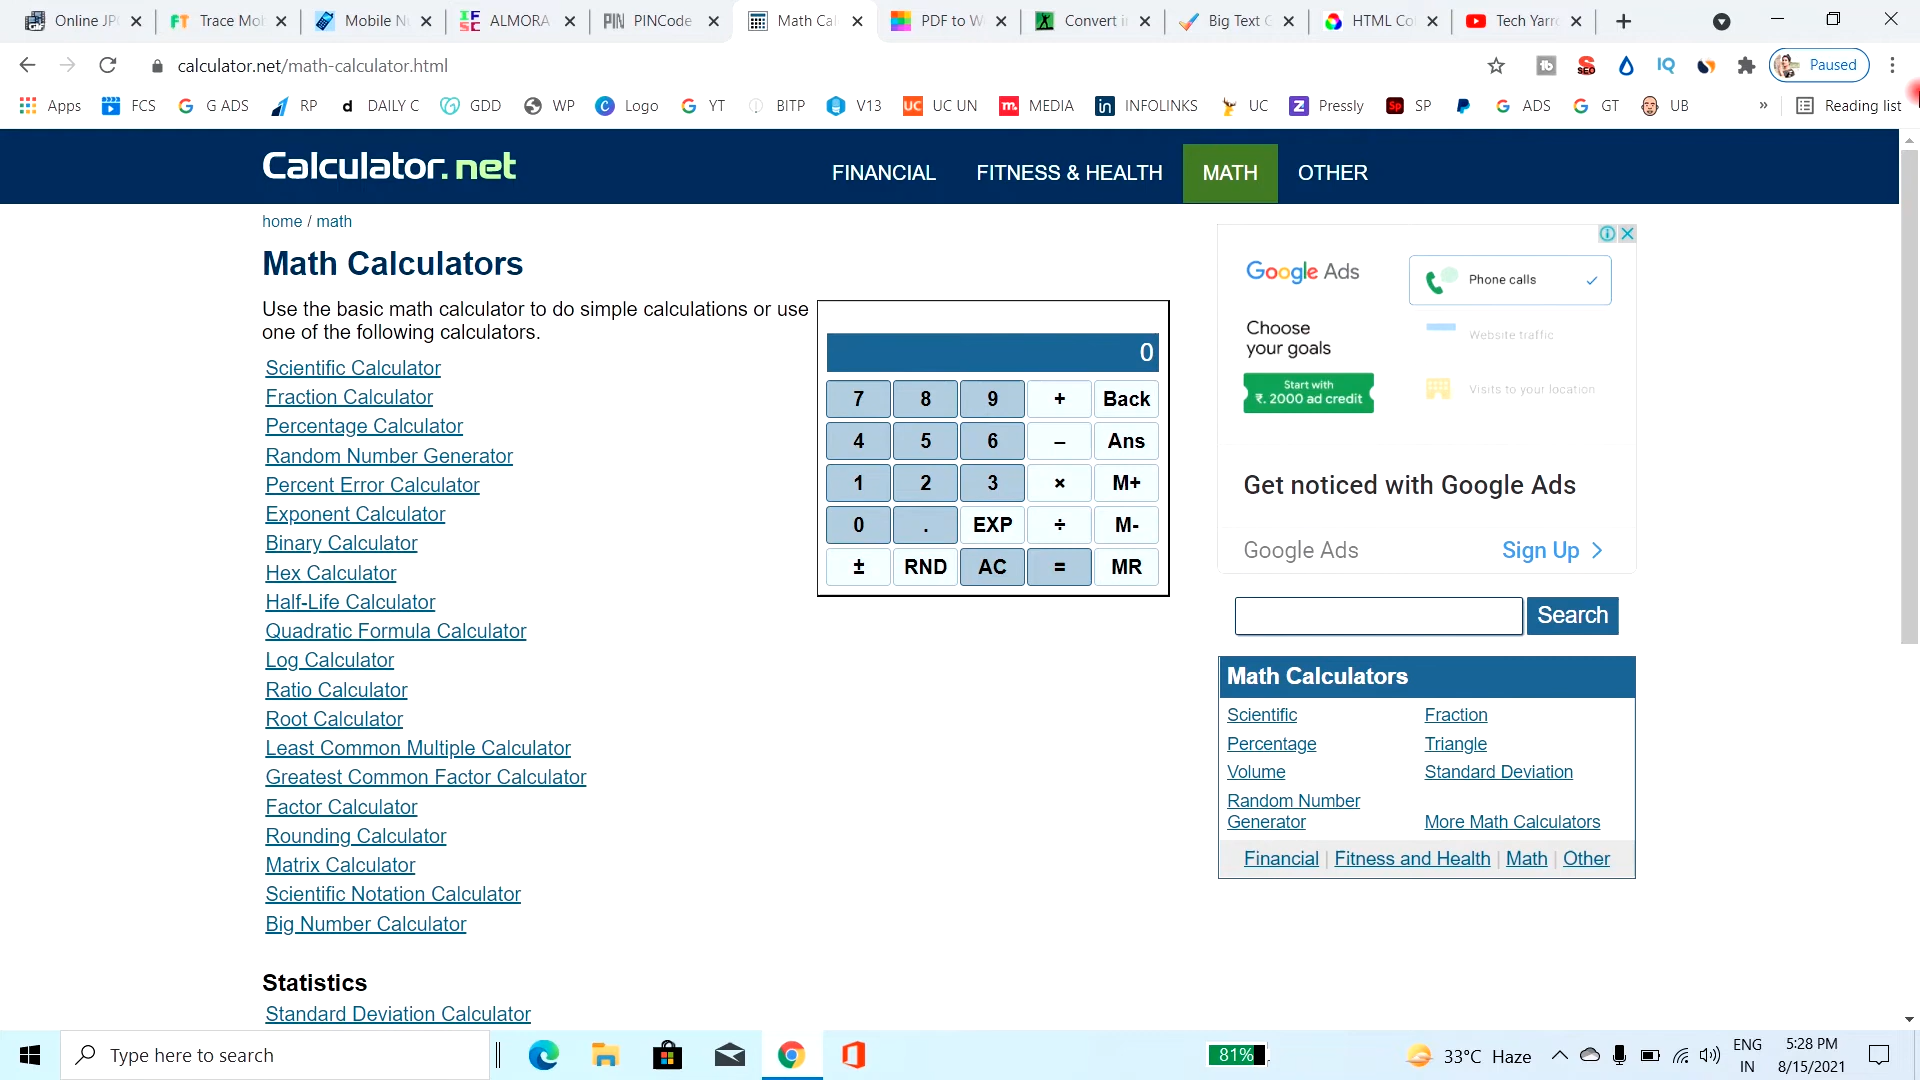 Online JP
Trace Mo
Mobile N
ALMORA
PIN PINCode
Math Cal
PDF to W
Convert i
Big Text
HTML Co
Tech Yarr
calculator.net/math-calculator.html
Paused
Apps
FCS
G ADS
RP
DAILY C
GDD
WP
Logo
YT
BITP
V13
UC UN
MEDIA
INFOLINKS
UC
Pressly
SP
ADS
GT
UB
»
Reading list
Calculator.net
FINANCIAL
FITNESS & HEALTH
MATH
OTHER
home / math
Math Calculators
Use the basic math calculator to do simple calculations or use
one of the following calculators.
Scientific Calculator
Fraction Calculator
Percentage Calculator
Random Number Generator
Percent Error Calculator
Exponent Calculator
Binary Calculator
Hex Calculator
Half-Life Calculator
Quadratic Formula Calculator
Log Calculator
Ratio Calculator
Root Calculator
Least Common Multiple Calculator
Greatest Common Factor Calculator
Factor Calculator
Rounding Calculator
Matrix Calculator
Scientific Notation Calculator
Big Number Calculator
Statistics
Standard Deviation Calculator
0
7 8 9 + Back
4 5 6 – Ans
1 2 3 × M+
0 . EXP ÷ M-
± RND AC = MR
Google Ads
Choose
your goals
Start with
₹. 2000 ad credit
Phone calls
Website traffic
Visits to your location
Get noticed with Google Ads
Google Ads
Sign Up
Search
Math Calculators
Scientific
Fraction
Percentage
Triangle
Volume
Standard Deviation
Random Number
Generator
More Math Calculators
Financial | Fitness and Health | Math | Other
Type here to search
81%
33°C Haze
ENG
IN
5:28 PM
8/15/2021